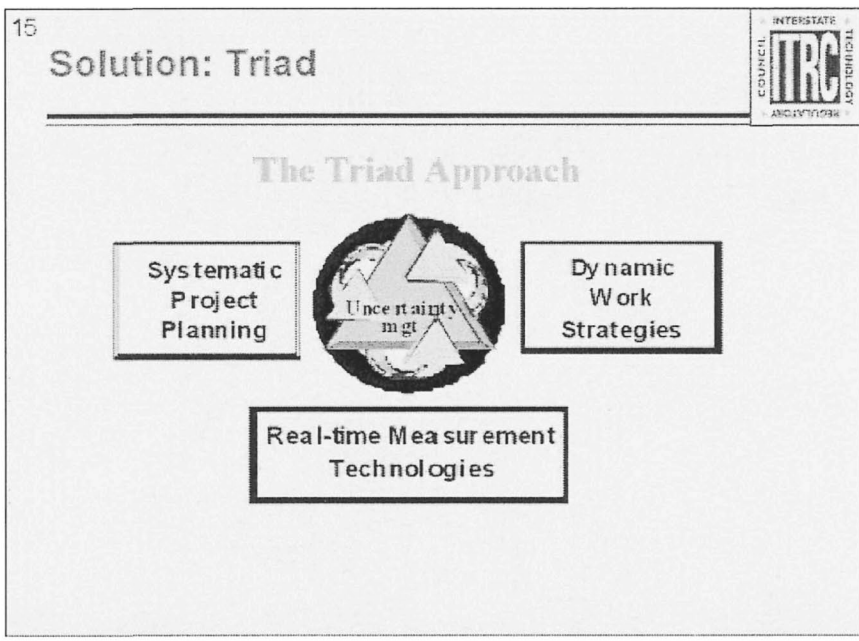 15
Solution: Triad
INTERSTATE
COUNCIL
ITRC
TECHNOLOGY
REGULATORY
The Triad Approach
Systematic
Project
Planning
Uncertainty
mgt
Dynamic
Work
Strategies
Real-time Measurement
Technologies